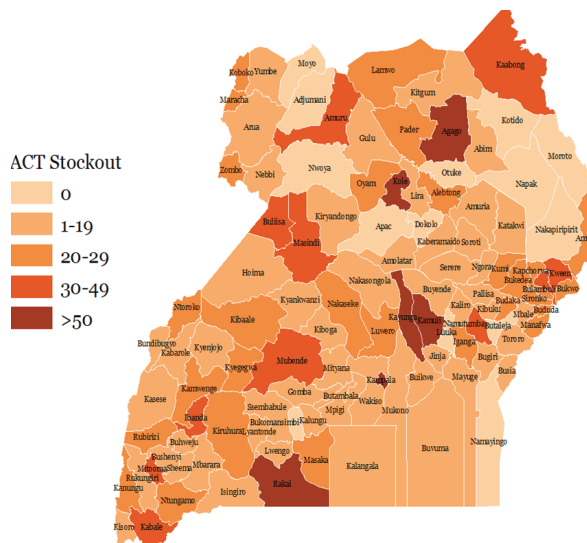 Kaabong
Moyo
Koboko
Yumbe
Lamwo
Adjumani
Kitgum
Maracha
Amuru
Kotido
Arua
Pader
Agago
Gulu
Abim
Moroto
ACT Stockout
Zombo
Nebbi
Nwoya
Otuke
Kole
Oyam
Napak
0
Lira
Alebtong
1-19
Buliisa
Kiryandongo
Amuria
Apac
Dokolo
Katakwi
Nakapiripirit
20-29
Masindi
Kaberamaido
Soroti
Am
30-49
Hoima
Amolatar
Serere
Ngora
Kumi
Kapchorwa
Kween
>50
Nakasongola
Bukedea
Buyende
Pallisa
Bulambuli
Bukwo
Kyankwanzi
Ntoroko
Nakaseke
Kaliro
Budaka
Sironko
Kibaale
Kayunga
Kamuli
Kibuku
Bududa
Kiboga
Luwero
Namutumba
Mbale
Bundibugyo
Luuka
Butaleja
Manafwa
Kabarole
Kyenjojo
Iganga
Tororo
Mubende
Jinja
Bugiri
Kyegegwa
Mityana
Kampala
Busia
Kamwenge
Gomba
Buikwe
Mayuge
Kasese
Butambala
Wakiso
Ssembabule
Mpigi
Mukono
Ibanda
Bukomansimbi
Kalungu
Kiruhura
Lyantonde
Rubirizi
Buhweju
Buvuma
Namayingo
Lwengo
Bushenyi
Mitooma
Sheema
Mbarara
Masaka
Kalangala
Rukungiri
Rakai
Kanungu
Isingiro
Ntungamo
Kisoro
Kabale